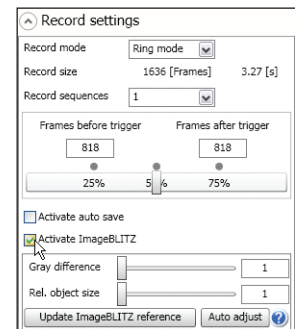 Record settings
Record mode Ring mode
Record size 1636 [Frames] 3.27 [s]
Record sequences 1
Frames before trigger Frames after trigger
818 818
25% 5 % 75%
Activate auto save
Activate ImageBLITZ
Gray difference 1
Rel. object size 1
Update ImageBLITZ reference Auto adjust ?